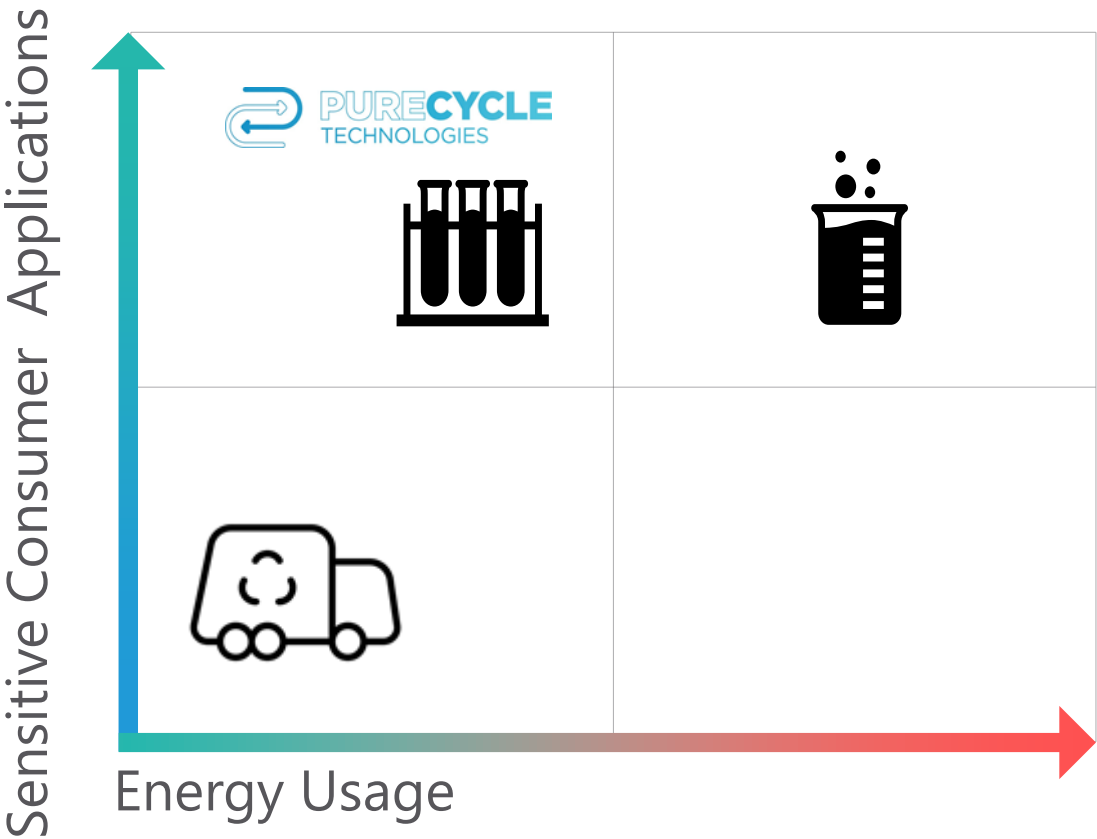 Sensitive Consumer Applications
PURECYCLE
TECHNOLOGIES
Energy Usage